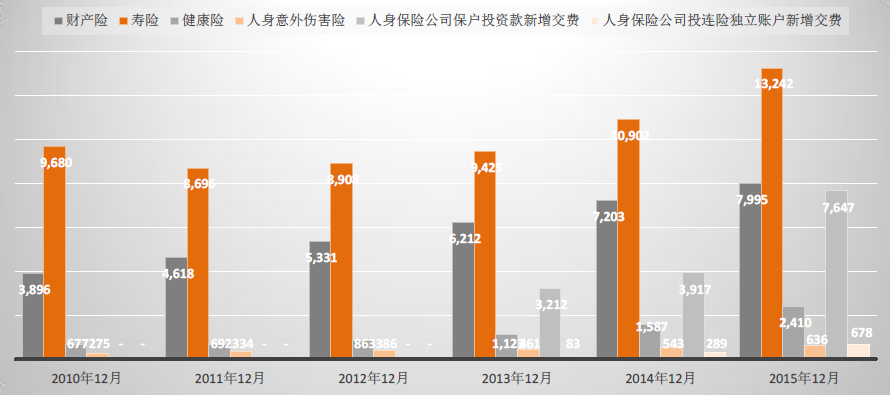 财产险 寿险 健康险 人身意外伤害险 人身保险公司保户投资款新增交费 人身保险公司投连险独立账户新增交费
13,242
10,902
9,680 8,696 8,908 9,425 7,203 7,995 7,647
3,896 4,618 5,331 6,212 3,212 3,917
677 275 - - 692 334 - - 863 386 - - 1,123 461 83 1,587 543 289 2,410 636 678
2010年12月 2011年12月 2012年12月 2013年12月 2014年12月 2015年12月